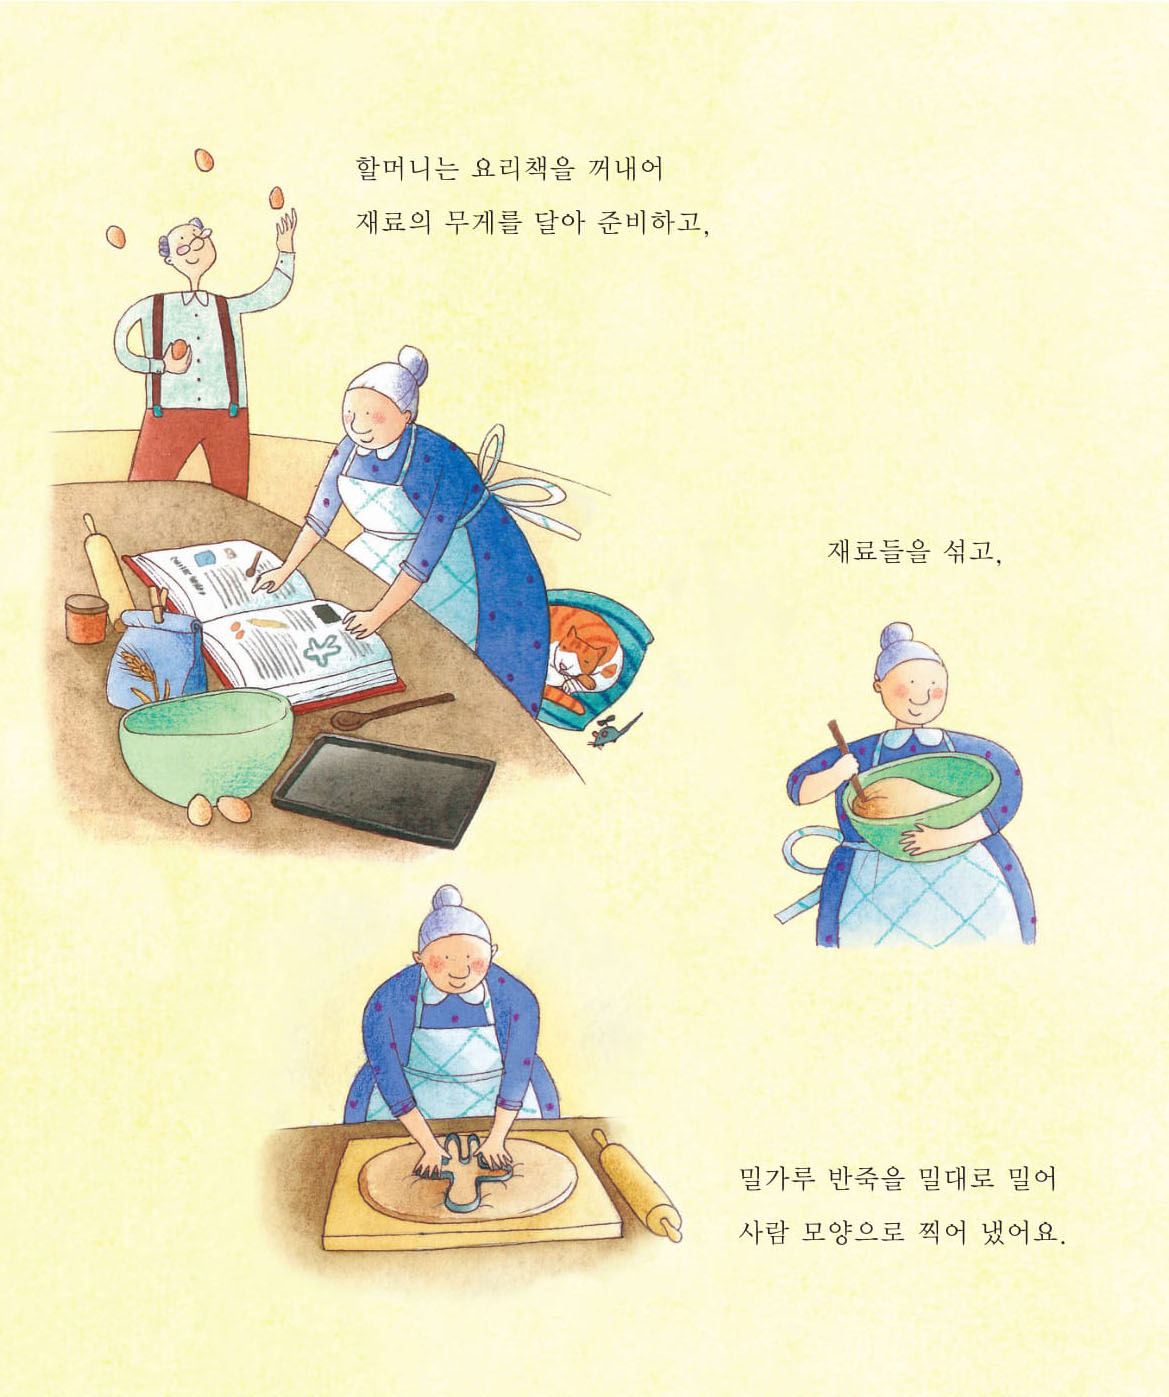 할머니는 요리책을 꺼내어
재료의 무게를 달아 준비하고,
재료들을 섞고,
밀가루 반죽을 밀대로 밀어
사람 모양으로 찍어 냈어요.